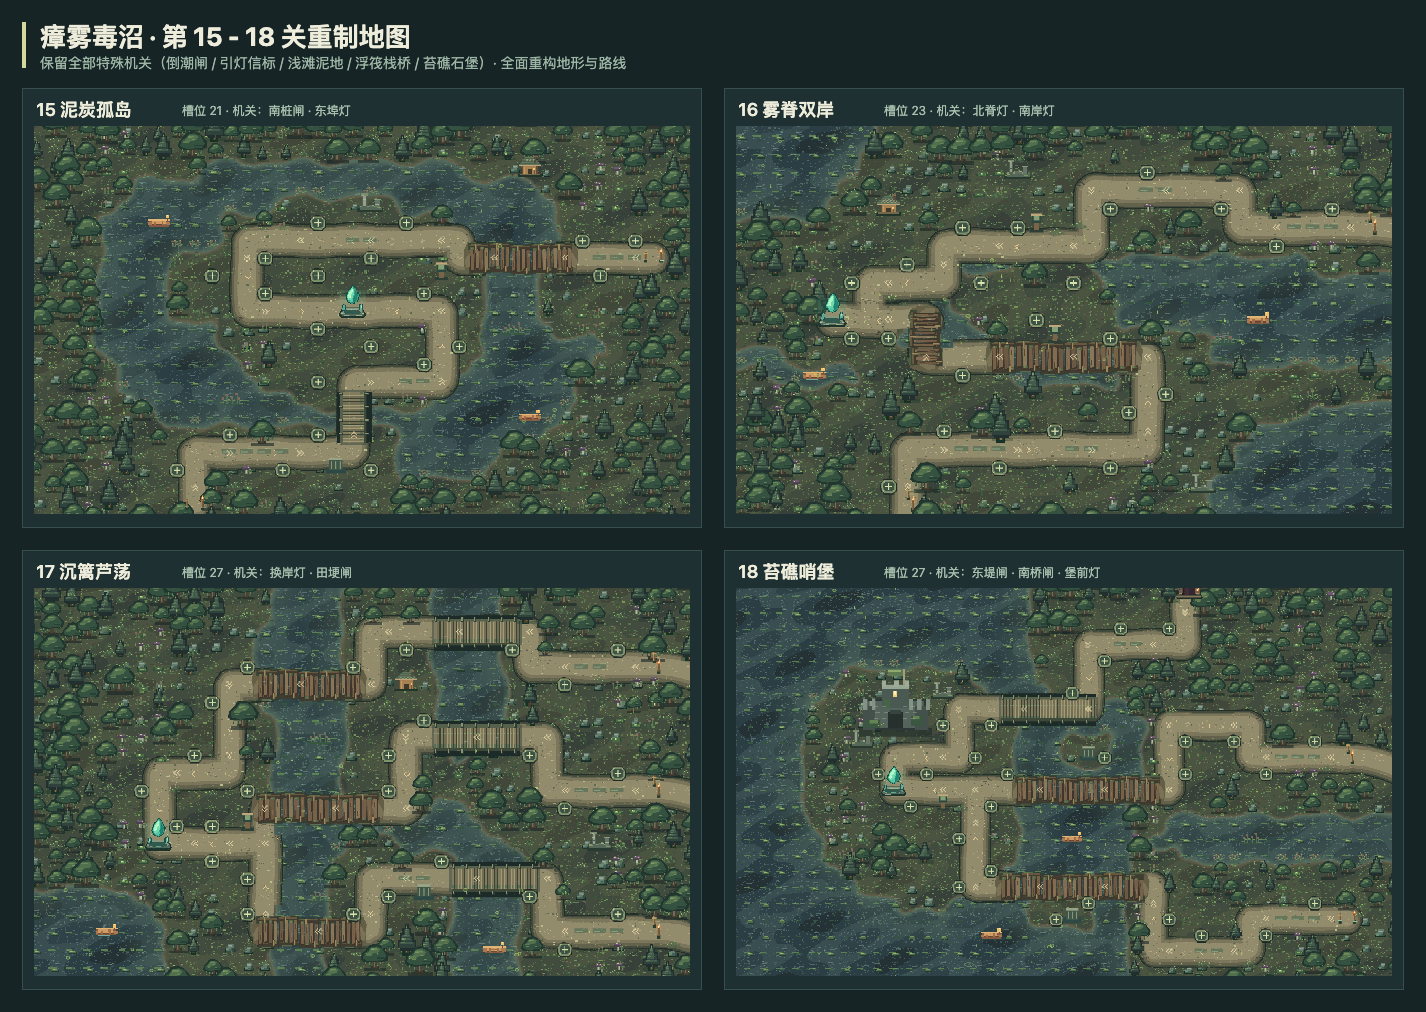 瘴雾毒沼 · 第 15 - 18 关重制地图
保留全部特殊机关（倒潮闸 / 引灯信标 / 浅滩泥地 / 浮筏栈桥 / 苔礁石堡）· 全面重构地形与路线
15 泥炭孤岛 槽位 21 · 机关：南桩闸 · 东埠灯
16 雾脊双岸 槽位 23 · 机关：北脊灯 · 南岸灯
17 沉篱芦荡 槽位 27 · 机关：换岸灯 · 田埂闸
18 苔礁哨堡 槽位 27 · 机关：东堤闸 · 南桥闸 · 堡前灯